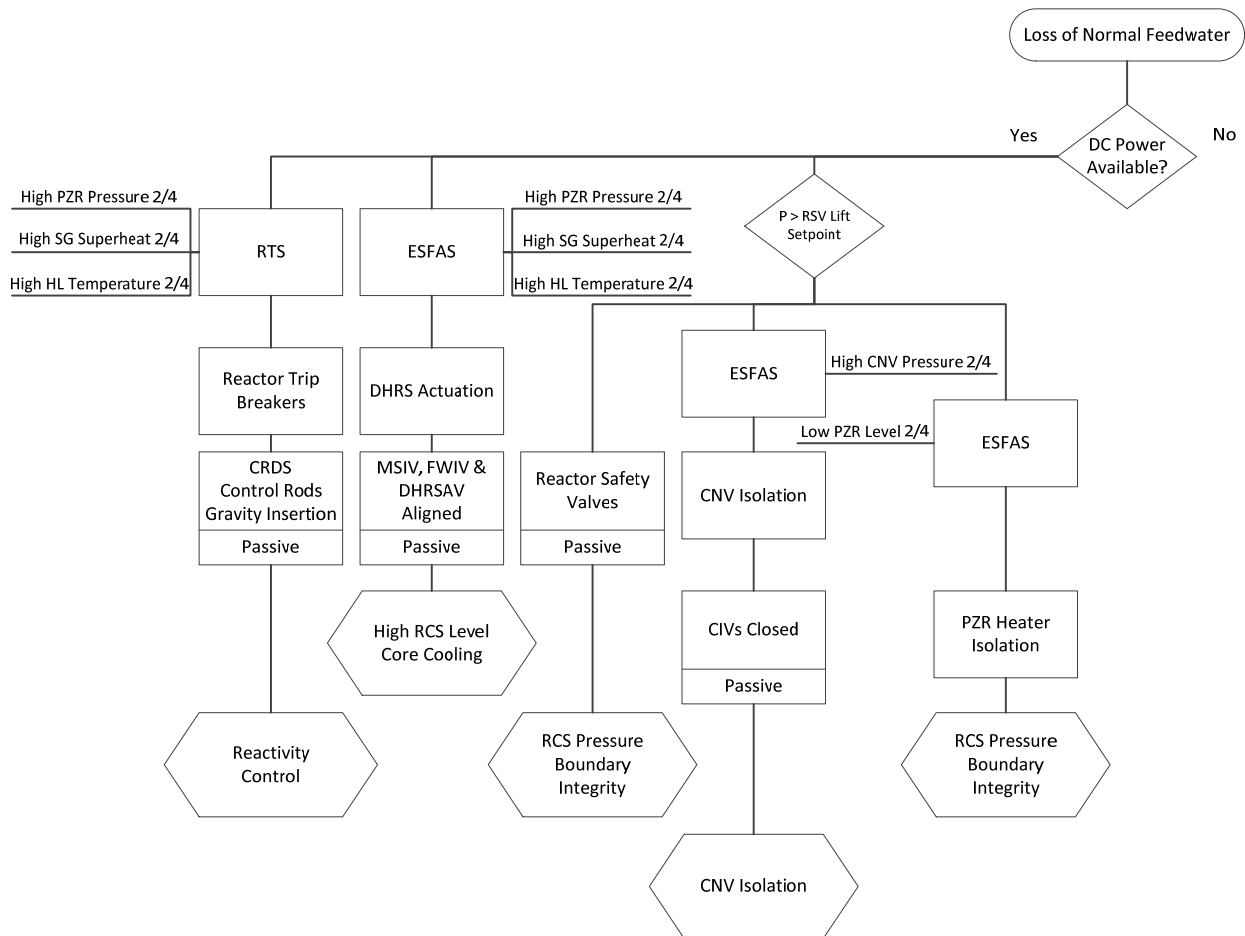 Loss of Normal Feedwater
Yes
No
DC Power
Available?
High PZR Pressure 2/4
High SG Superheat 2/4
High HL Temperature 2/4
RTS
ESFAS
High PZR Pressure 2/4
High SG Superheat 2/4
High HL Temperature 2/4
P > RSV Lift
Setpoint
Reactor Trip
Breakers
DHRS Actuation
ESFAS
High CNV Pressure 2/4
Low PZR Level 2/4
ESFAS
CRDS
Control Rods
Gravity Insertion
Passive
MSIV, FWIV &
DHRSAV
Aligned
Passive
Reactor Safety
Valves
Passive
CNV Isolation
High RCS Level
Core Cooling
CIVs Closed
Passive
PZR Heater
Isolation
Reactivity
Control
RCS Pressure
Boundary
Integrity
RCS Pressure
Boundary
Integrity
CNV Isolation